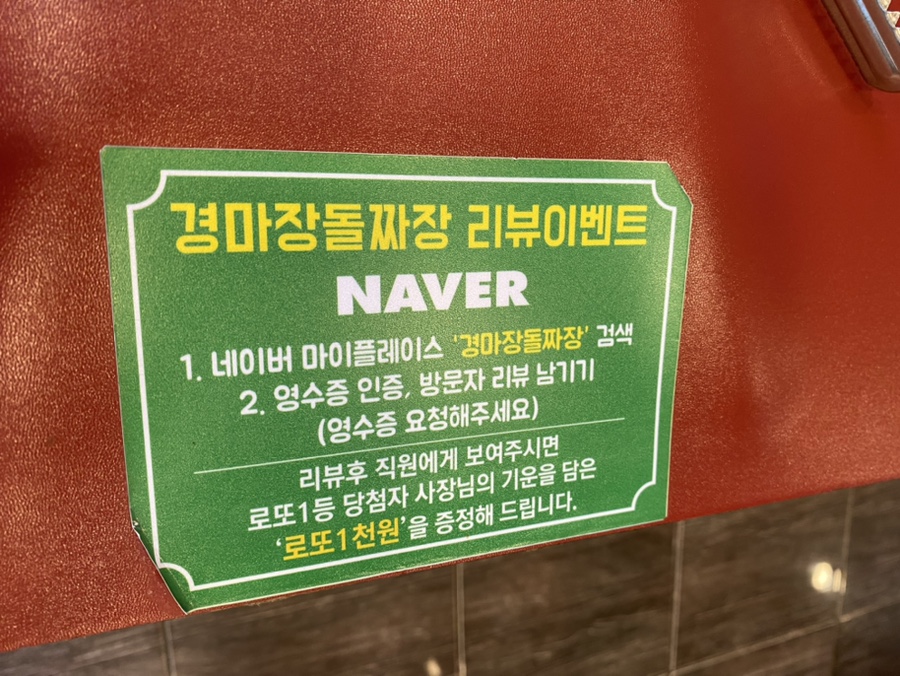 경마장돌짜장 리뷰이벤트
NAVER
1. 네이버 마이플레이스 '경마장돌짜장' 검색
2. 영수증 인증, 방문자 리뷰 남기기
(영수증 요청해주세요)
리뷰후 직원에게 보여주시면
로또1등 당첨자 사장님의 기운을 담은
'로또1천원'을 증정해 드립니다.